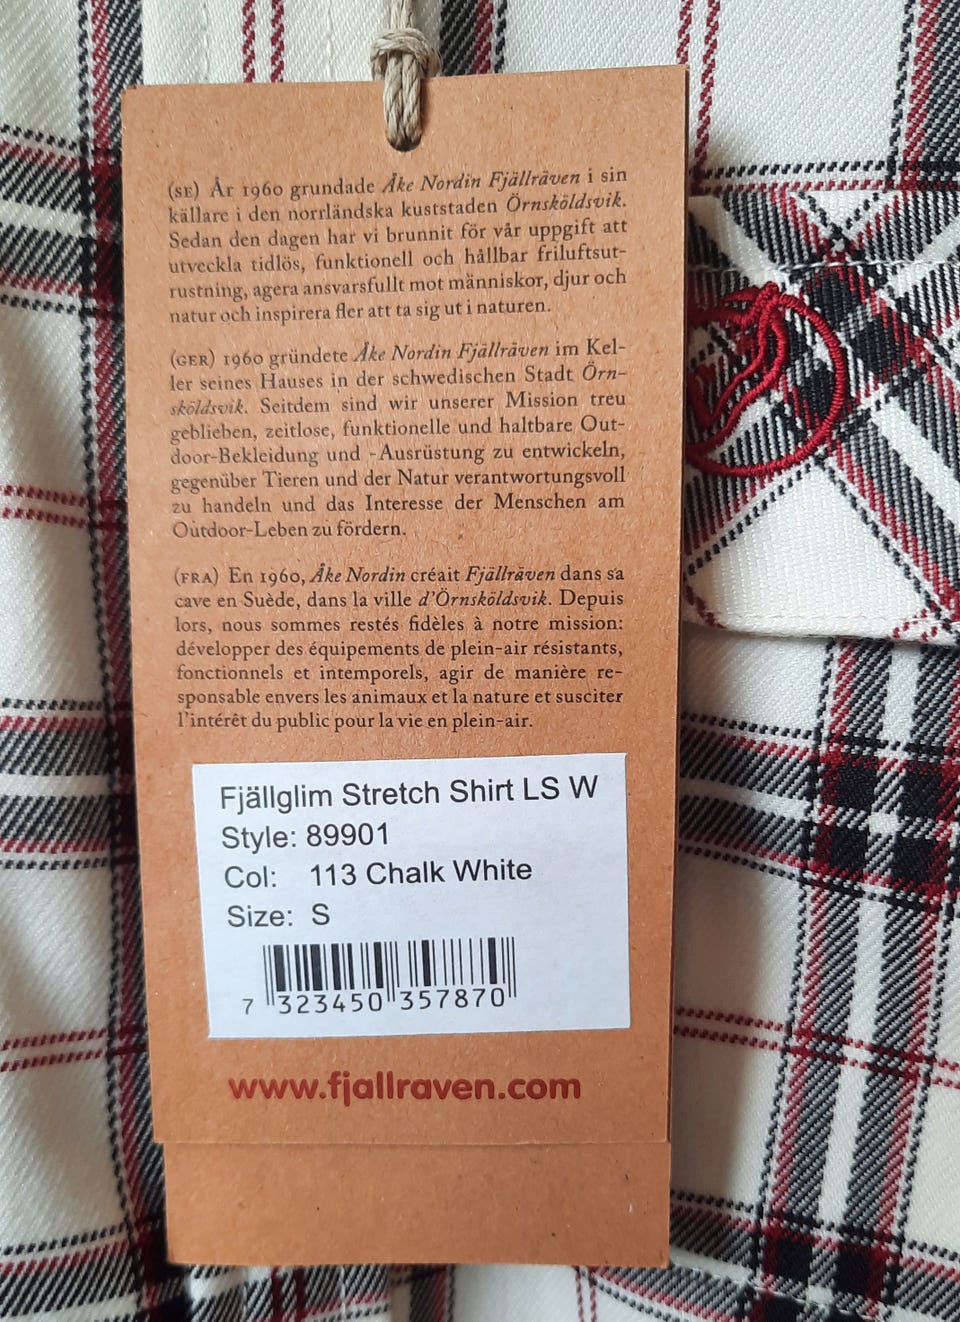 (SE) År 1960 grundade Åke Nordin Fjällräven i sin
källare i den norrländska kuststaden Örnsköldsvik.
Sedan den dagen har vi brunnit för vår uppgift att
utveckla tidlös, funktionell och hållbar friluftsut-
rustning, agera ansvarsfullt mot människor, djur och
natur och inspirera fler att ta sig ut i naturen.
(GER) 1960 gründete Åke Nordin Fjällräven im Kel-
ler seines Hauses in der schwedischen Stadt Örn-
sköldsvik. Seitdem sind wir unserer Mission treu
geblieben, zeitlose, funktionelle und haltbare Out-
door-Bekleidung und -Ausrüstung zu entwickeln,
gegenüber Tieren und der Natur verantwortungsvoll
zu handeln und das Interesse der Menschen am
Outdoor-Leben zu fördern.
(FRA) En 1960, Åke Nordin créait Fjällräven dans sa
cave en Suède, dans la ville d'Örnsköldsvik. Depuis
lors, nous sommes restés fidèles à notre mission:
développer des équipements de plein-air résistants,
fonctionnels et intemporels, agir de manière re-
sponsable envers les animaux et la nature et susciter
l'intérêt du public pour la vie en plein-air.
Fjällglim Stretch Shirt LS W
Style: 89901
Col: 113 Chalk White
Size: S
7 323450 357870
www.fjallraven.com